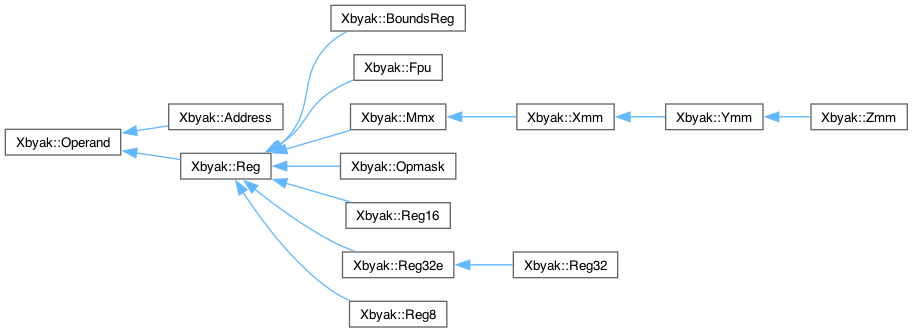 Xbyak::BoundsReg
Xbyak::Fpu
Xbyak::Address
Xbyak::Mmx
Xbyak::Xmm
Xbyak::Ymm
Xbyak::Zmm
Xbyak::Operand
Xbyak::Reg
Xbyak::Opmask
Xbyak::Reg16
Xbyak::Reg32e
Xbyak::Reg32
Xbyak::Reg8